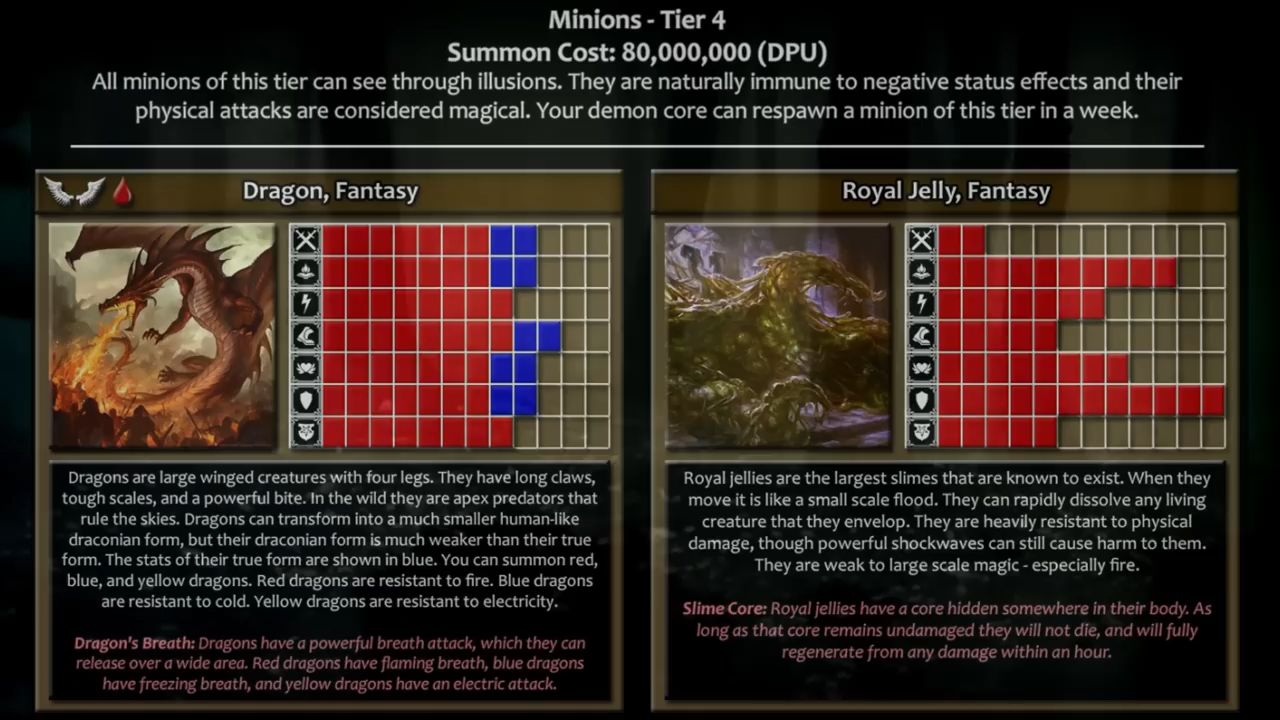 Minions - Tier 4
Summon Cost: 80,000,000 (DPU)
All minions of this tier can see through illusions. They are naturally immune to negative status effects and their
physical attacks are considered magical. Your demon core can respawn a minion of this tier in a week.
Dragon, Fantasy
Dragons are large winged creatures with four legs. They have long claws,
tough scales, and a powerful bite. In the wild they are apex predators that
rule the skies. Dragons can transform into a much smaller human-like
draconian form, but their draconian form is much weaker than their true
form. The stats of their true form are shown in blue. You can summon red,
blue, and yellow dragons. Red dragons are resistant to fire. Blue dragons
are resistant to cold. Yellow dragons are resistant to electricity.
Dragon's Breath: Dragons have a powerful breath attack, which they can
release over a wide area. Red dragons have flaming breath, blue dragons
have freezing breath, and yellow dragons have an electric attack.
Royal Jelly, Fantasy
Royal jellies are the largest slimes that are known to exist. When they
move it is like a small scale flood. They can rapidly dissolve any living
creature that they envelop. They are heavily resistant to physical
damage, though powerful shockwaves can still cause harm to them.
They are weak to large scale magic - especially fire.
Slime Core: Royal jellies have a core hidden somewhere in their body. As
long as that core remains undamaged they will not die, and will fully
regenerate from any damage within an hour.